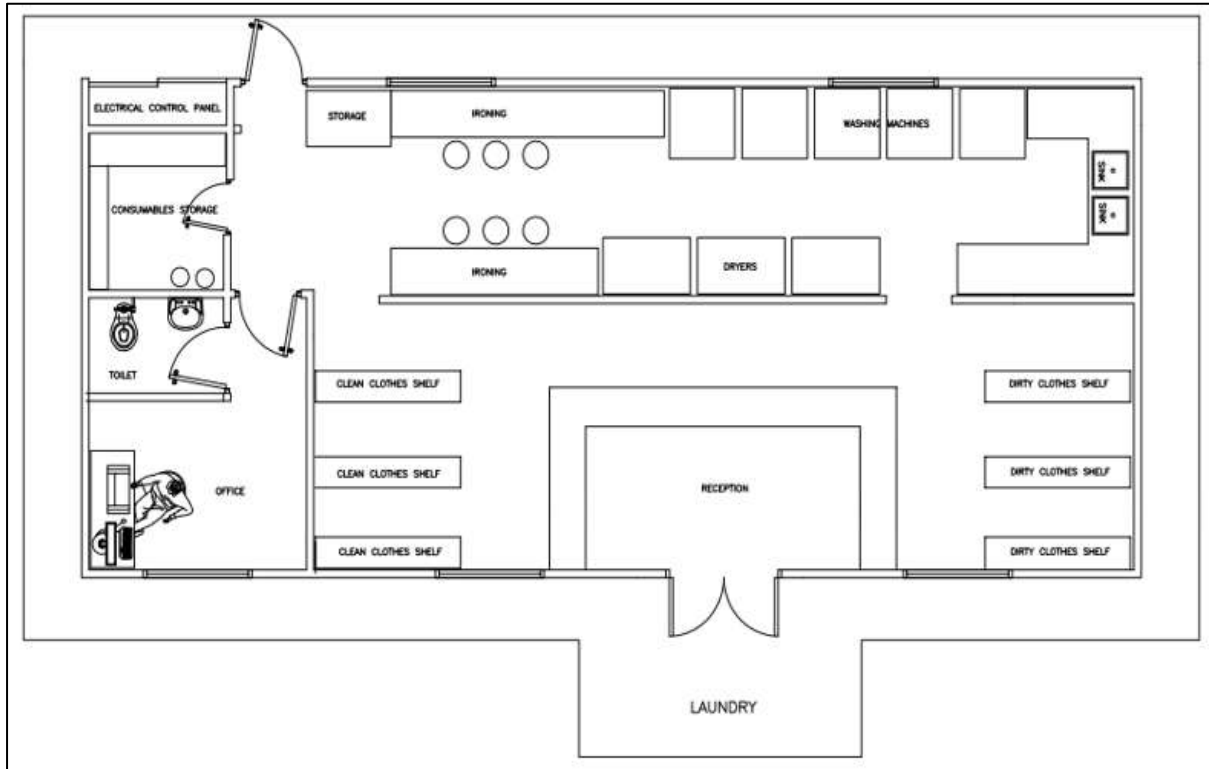 ELECTRICAL CONTROL PANEL
STORAGE
IRONING
WASHING MACHINES
SINK
SINK
CONSUMABLES STORAGE
IRONING
DRYERS
TOILET
CLEAN CLOTHES SHELF
DIRTY CLOTHES SHELF
CLEAN CLOTHES SHELF
DIRTY CLOTHES SHELF
OFFICE
RECEPTION
CLEAN CLOTHES SHELF
DIRTY CLOTHES SHELF
LAUNDRY